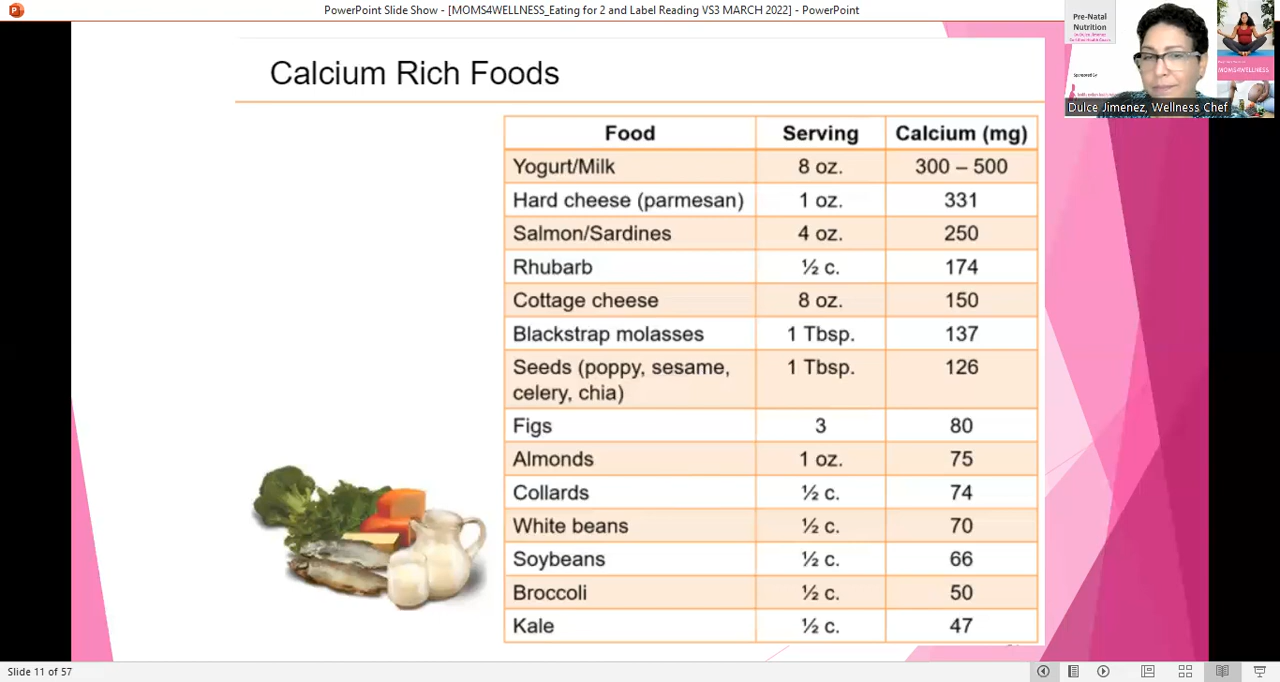 PowerPoint Slide Show - [MOMS4WELLNESS_Eating for 2 and Label Reading VS3 MARCH 2022] - PowerPoint
Pre-Natal
Nutrition
MOMS4WELLNESS
Dulce Jimenez, Wellness Chef
Calcium Rich Foods
Food Serving Calcium (mg)
Yogurt/Milk 8 oz. 300 – 500
Hard cheese (parmesan) 1 oz. 331
Salmon/Sardines 4 oz. 250
Rhubarb ½ c. 174
Cottage cheese 8 oz. 150
Blackstrap molasses 1 Tbsp. 137
Seeds (poppy, sesame, 1 Tbsp. 126
celery, chia)
Figs 3 80
Almonds 1 oz. 75
Collards ½ c. 74
White beans ½ c. 70
Soybeans ½ c. 66
Broccoli ½ c. 50
Kale ½ c. 47
Slide 11 of 57